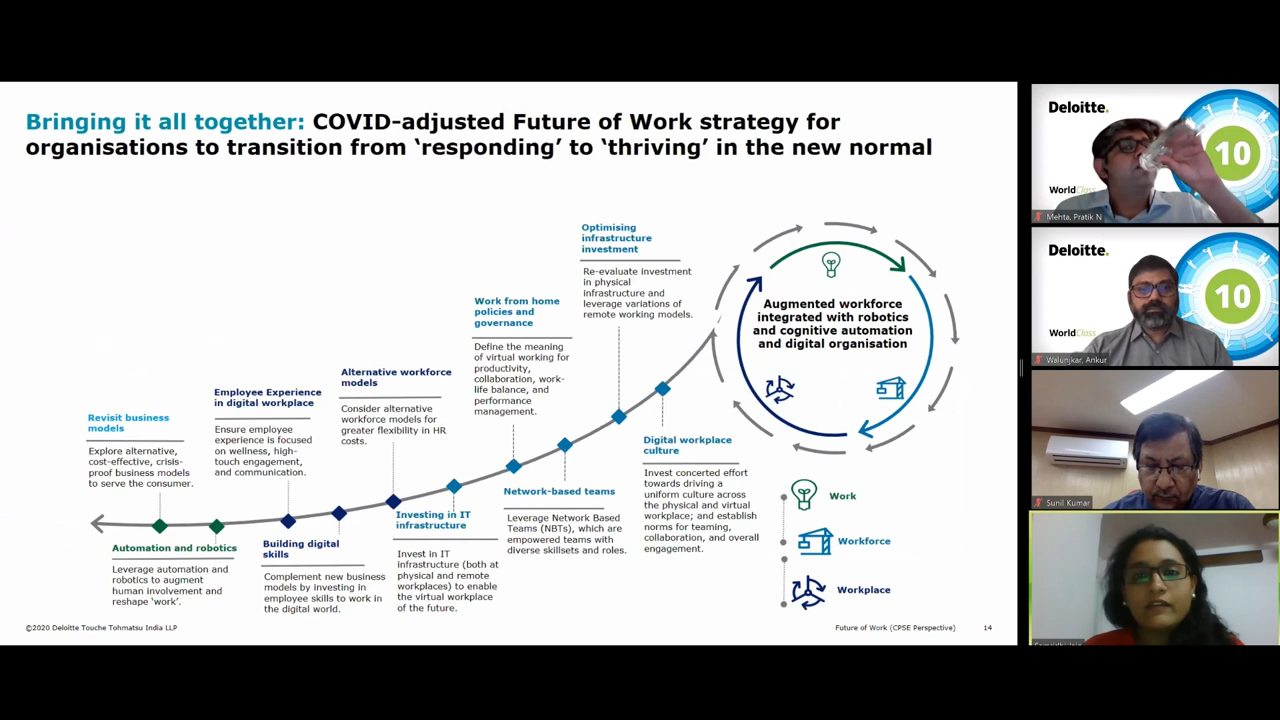 Bringing it all together: COVID-adjusted Future of Work strategy for
organisations to transition from ‘responding’ to ‘thriving’ in the new normal
Revisit business
models
Explore alternative,
cost-effective, crisis-
proof business models
to serve the consumer.
Automation and robotics
Leverage automation and
robotics to augment
human involvement and
reshape ‘work’.
Employee Experience
in digital workplace
Ensure employee
experience is focused
on wellness, high-
touch engagement,
and communication.
Building digital
skills
Complement new business
models by investing in
employee skills to work in
the digital world.
Alternative workforce
models
Consider alternative
workforce models for
greater flexibility in HR
costs.
Investing in IT
infrastructure
Invest in IT
infrastructure (both at
physical and remote
workplaces) to enable
the virtual workplace
of the future.
Work from home
policies and
governance
Define the meaning
of virtual working for
productivity,
collaboration, work-
life balance, and
performance
management.
Network-based teams
Leverage Network Based
Teams (NBTs), which are
empowered teams with
diverse skillsets and roles.
Optimising
infrastructure
investment
Re-evaluate investment
in physical
infrastructure and
leverage variations of
remote working models.
Digital workplace
culture
Invest concerted effort
towards driving a
uniform culture across
the physical and virtual
workplace; and establish
norms for teaming,
collaboration, and overall
engagement.
Augmented workforce
integrated with robotics
and cognitive automation
and digital organisation
Work
Workforce
Workplace
©2020 Deloitte Touche Tohmatsu India LLP
Future of Work (CPSE Perspective)
14
Deloitte.
10
WorldClass
Mehta, Pratik N
Deloitte.
10
WorldClass
Walunjkar, Ankur
Sunil Kumar